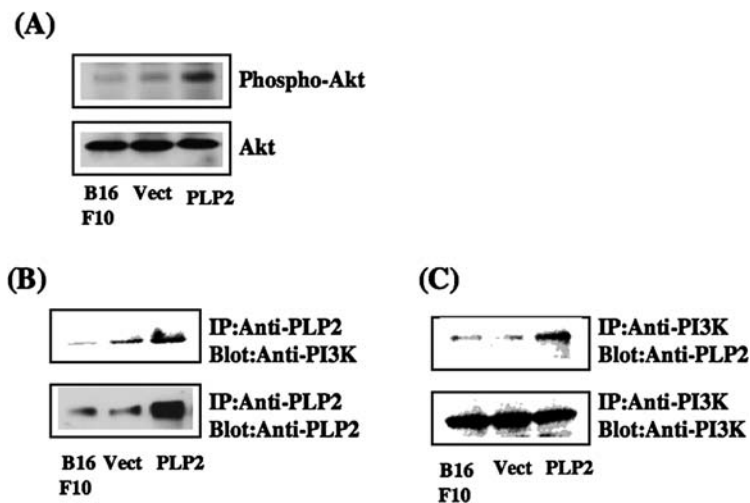 (A)
Phospho-Akt
Akt
B16 Vect PLP2
F10
(B)
IP:Anti-PLP2
Blot:Anti-PI3K
IP:Anti-PLP2
Blot:Anti-PLP2
B16 Vect PLP2
F10
(C)
IP:Anti-PI3K
Blot:Anti-PLP2
IP:Anti-PI3K
Blot:Anti-PI3K
B16 Vect PLP2
F10